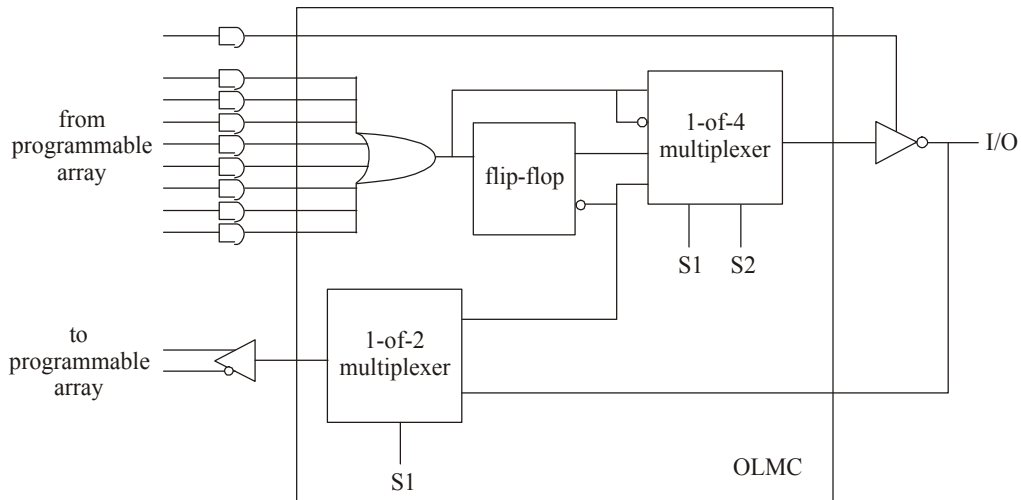 from
programmable
array
1-of-4
multiplexer
flip-flop
I/O
S1 S2
to
programmable
array
1-of-2
multiplexer
S1
OLMC